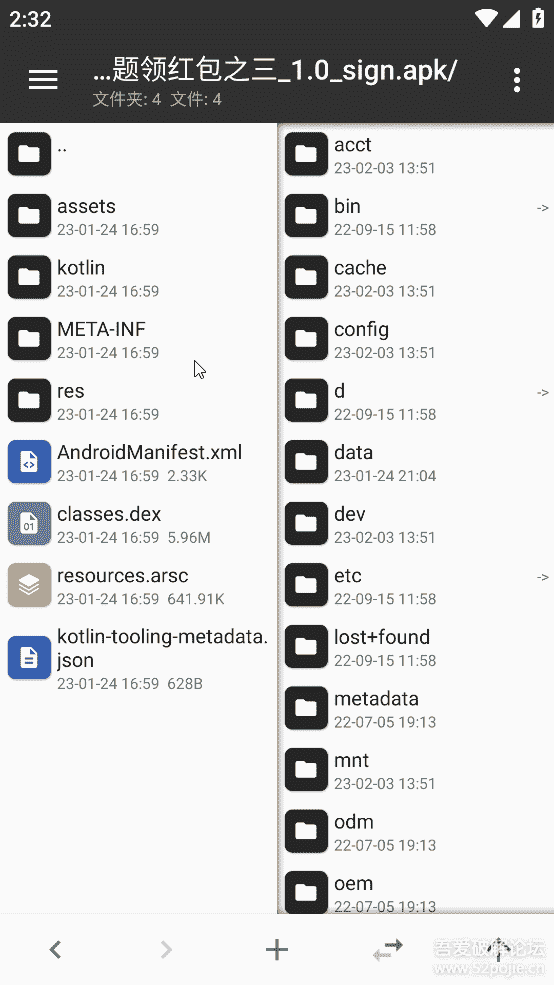 2:32
...题领红包之三_1.0_sign.apk/
文件夹: 4 文件: 4
..
assets
23-01-24 16:59
kotlin
23-01-24 16:59
META-INF
23-01-24 16:59
res
23-01-24 16:59
AndroidManifest.xml
23-01-24 16:59 2.33K
01
classes.dex
23-01-24 16:59 5.96M
resources.arsc
23-01-24 16:59 641.91K
kotlin-tooling-metadata.
json
23-01-24 16:59 628B
acct
23-02-03 13:51
bin
->
22-09-15 11:58
cache
23-02-03 13:51
config
23-02-03 13:51
d
->
22-09-15 11:58
data
23-01-24 21:04
dev
23-02-03 13:51
etc
->
22-09-15 11:58
lost+found
22-09-15 11:58
metadata
22-07-05 19:13
mnt
23-02-03 13:51
odm
22-07-05 19:13
oem
22-07-05 19:13
吾爱破解论坛
www.52pojie.cn